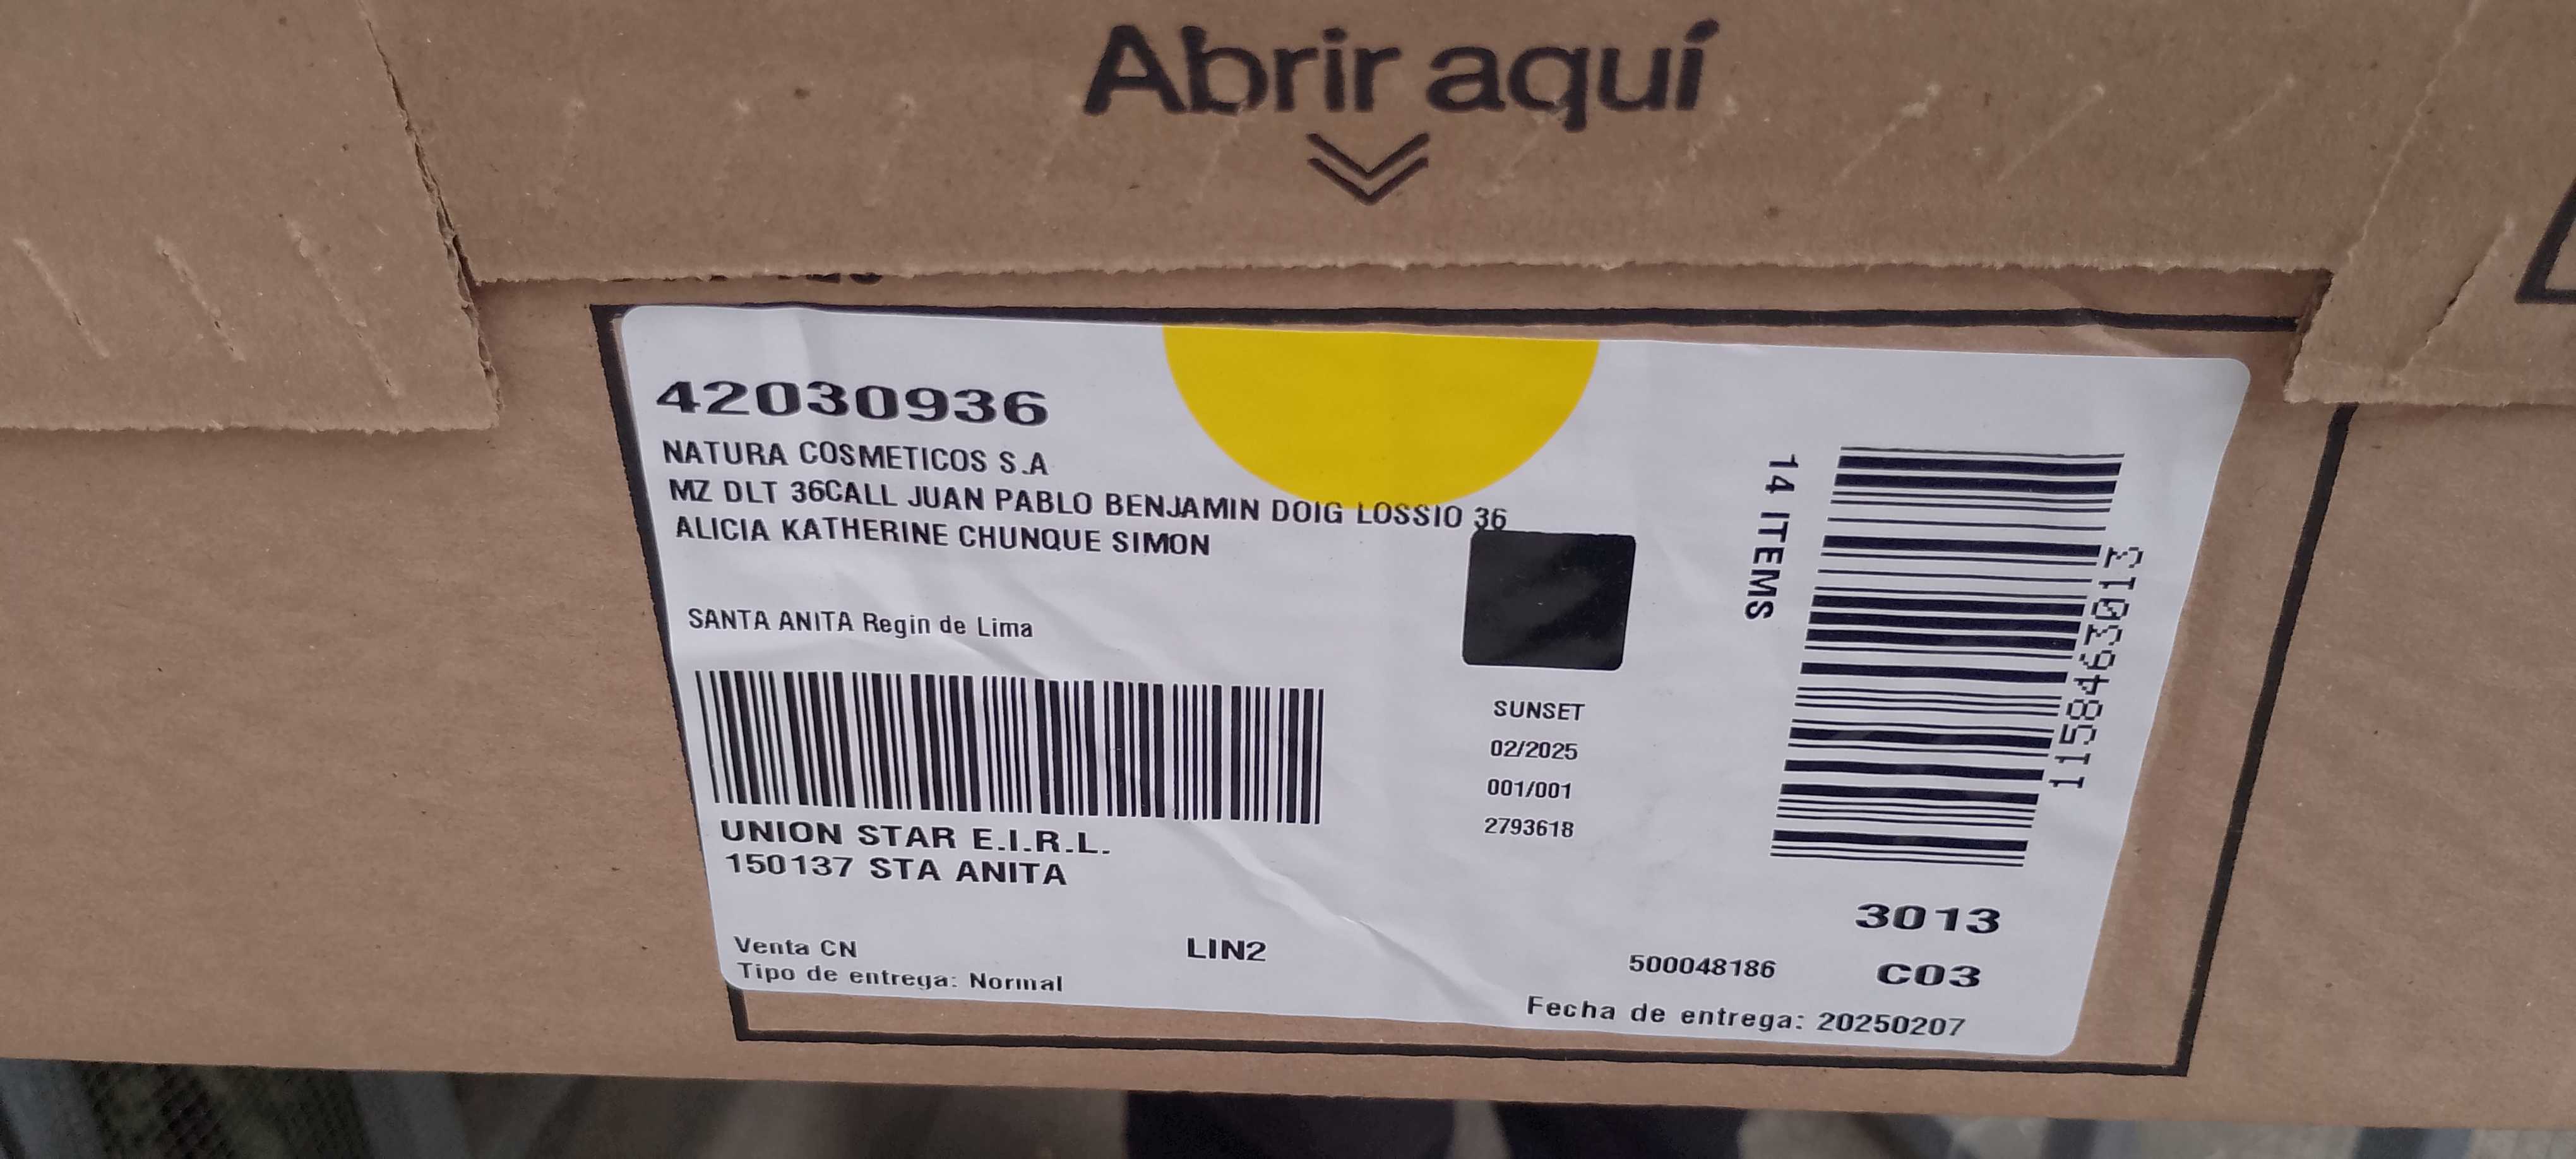 Abrir aquí
42030936
NATURA COSMETICOS S.A
MZ DLT 36CALL JUAN PABLO BENJAMIN DOIG LOSSIO 36
ALICIA KATHERINE CHUNQUE SIMON
SANTA ANITA Regin de Lima
UNION STAR E.I.R.L.
150137 STA ANITA
Venta CN
Tipo de entrega: Normal
LIN2
SUNSET
02/2025
001/001
2793618
14 ITEMS
11584633013
3013
500048186
C03
Fecha de entrega: 20250207